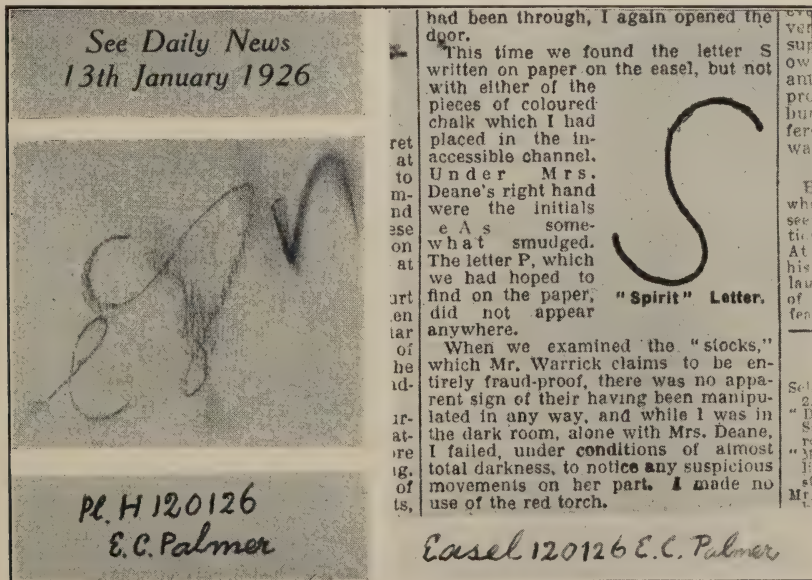 See Daily News
13th January 1926
Pl. H 120126
E.C. Palmer
had been through, I again opened the
door.
This time we found the letter S
written on paper on the easel, but not
with either of the
pieces of coloured
chalk which I had
placed in the in-
accessible channel.
Under Mrs.
Deane's right hand
were the initials
e A s some-
what smudged.
The letter P, which
we had hoped to
find on the paper,
did not appear
anywhere.
S
"Spirit" Letter.
When we examined the "stocks,"
which Mr. Warrick claims to be en-
tirely fraud-proof, there was no appa-
rent sign of their having been manipu-
lated in any way, and while I was in
the dark room, alone with Mrs. Deane,
I failed, under conditions of almost
total darkness, to notice any suspicious
movements on her part. I made no
use of the red torch.
Easel 120126 E.C. Palmer